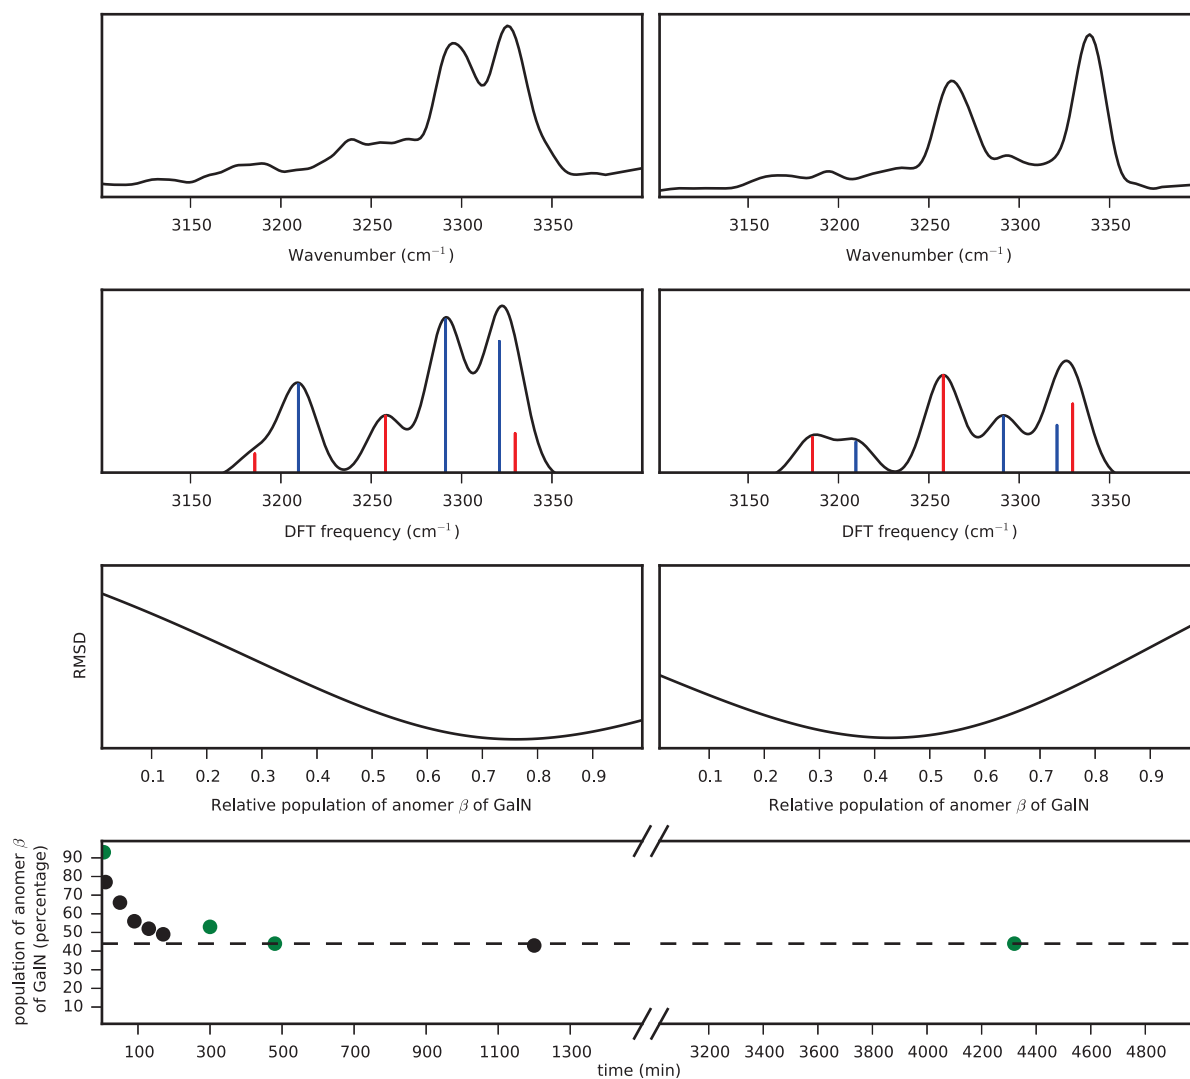 3150 3200 3250 3300 3350
Wavenumber (cm−1)
3150 3200 3250 3300 3350
Wavenumber (cm−1)
3150 3200 3250 3300 3350
DFT frequency (cm−1)
3150 3200 3250 3300 3350
DFT frequency (cm−1)
RMSD
0.1 0.2 0.3 0.4 0.5 0.6 0.7 0.8 0.9
Relative population of anomer β of GalN
0.1 0.2 0.3 0.4 0.5 0.6 0.7 0.8 0.9
Relative population of anomer β of GalN
population of anomer β
of GalN (percentage)
90
80
70
60
50
40
30
20
10
100 300 500 700 900 1100 1300
3200 3400 3600 3800 4000 4200 4400 4600 4800
time (min)